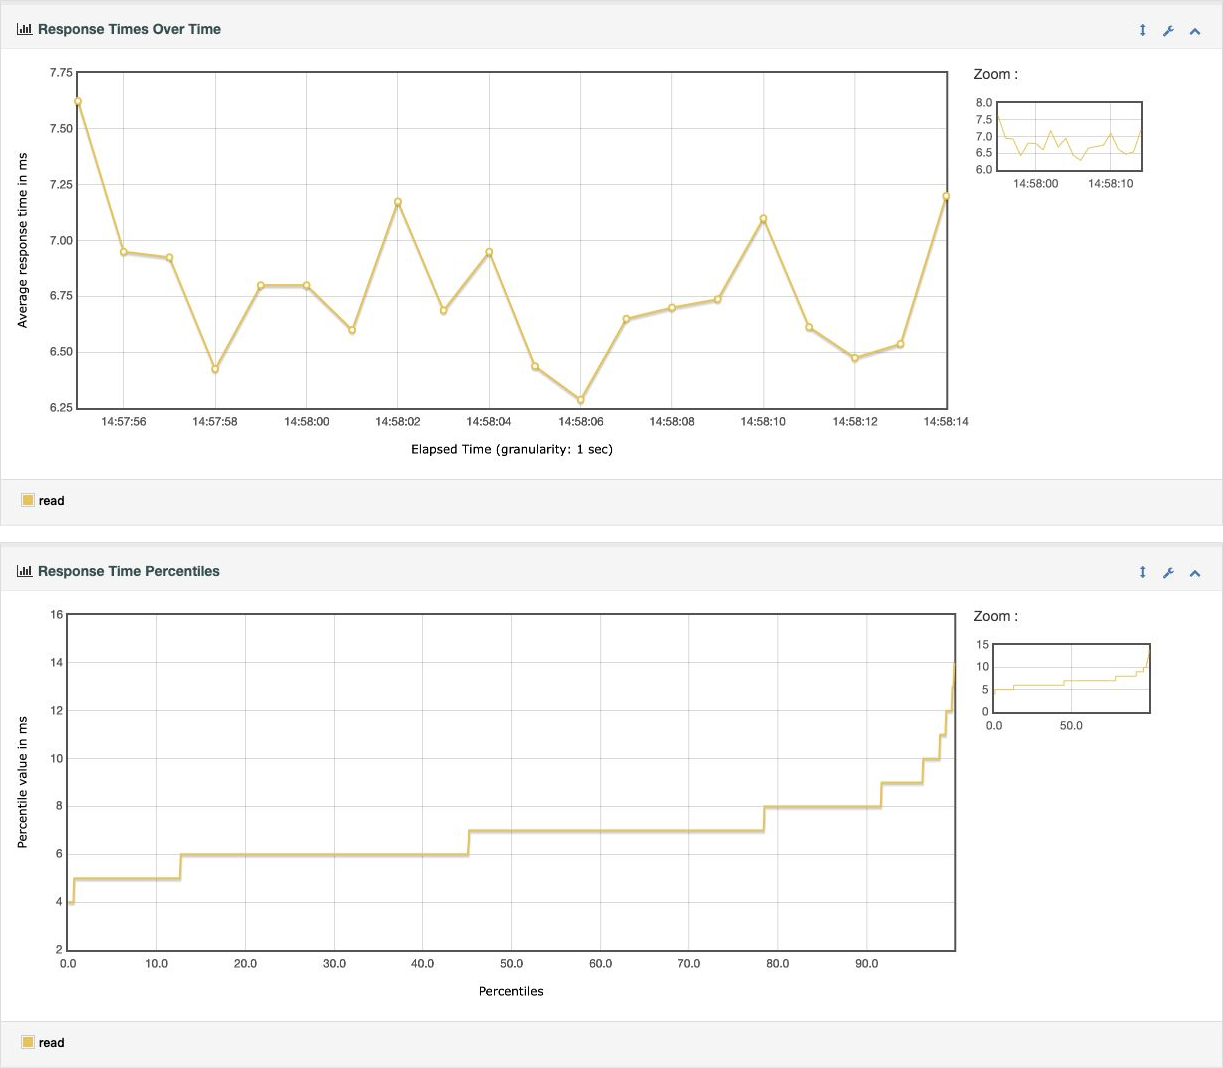 Response Times Over Time
Zoom :
7.75
7.50
7.25
7.00
6.75
6.50
6.25
Average response time in ms
14:57:56 14:57:58 14:58:00 14:58:02 14:58:04 14:58:06 14:58:08 14:58:10 14:58:12 14:58:14
Elapsed Time (granularity: 1 sec)
8.0
7.5
7.0
6.5
6.0
14:58:00 14:58:10
read
Response Time Percentiles
Zoom :
16
14
12
10
8
6
4
2
Percentile value in ms
0.0 10.0 20.0 30.0 40.0 50.0 60.0 70.0 80.0 90.0
Percentiles
15
10
5
0
0.0 50.0
read